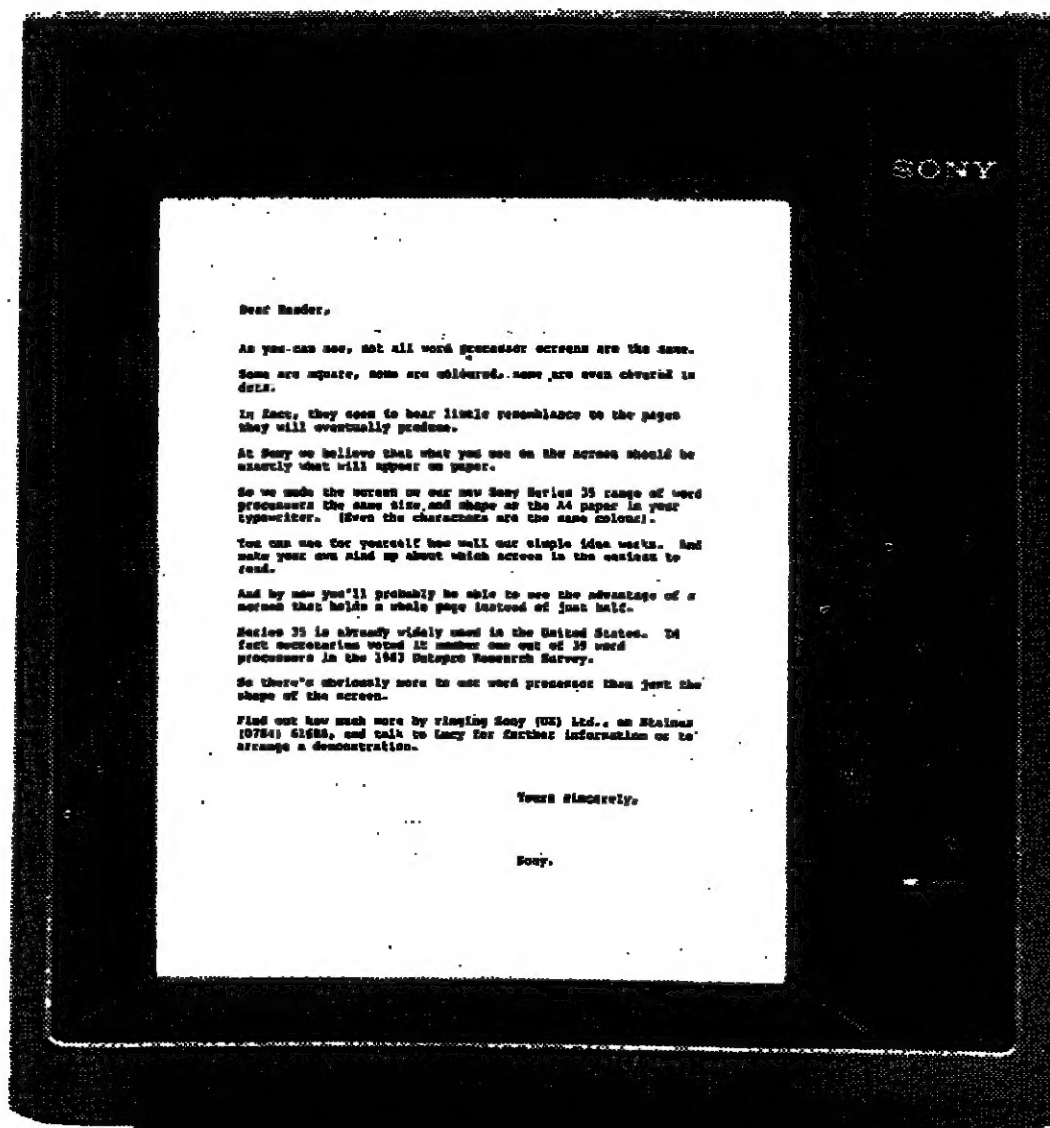 SONY
Dear Reader,
As you can see, not all word processor screens are the same.
Some are square, some are coloured, some are even covered in
dots.
In fact, they seem to bear little resemblance to the pages
they will eventually produce.
At Sony we believe that what you see on the screen should be
exactly what will appear on paper.
So we made the screen on our new Sony Series 35 range of word
processors the same size and shape as the A4 paper in your
typewriter. (Even the characters are the same colour).
You can see for yourself how well our simple idea works. And
make your own mind up about which screen is the easiest to
read.
And by now you'll probably be able to see the advantage of a
screen that holds a whole page instead of just half.
Series 35 is already widely used in the United States. In
fact secretaries voted it number one out of 39 word
processors in the 1983 Datapro Research Survey.
So there's obviously more to our word processor than just the
shape of the screen.
Find out how much more by ringing Sony (UK) Ltd., on Staines
(0784) and talk to Lucy for further information or to
arrange a demonstration.
Yours sincerely,
Sony.